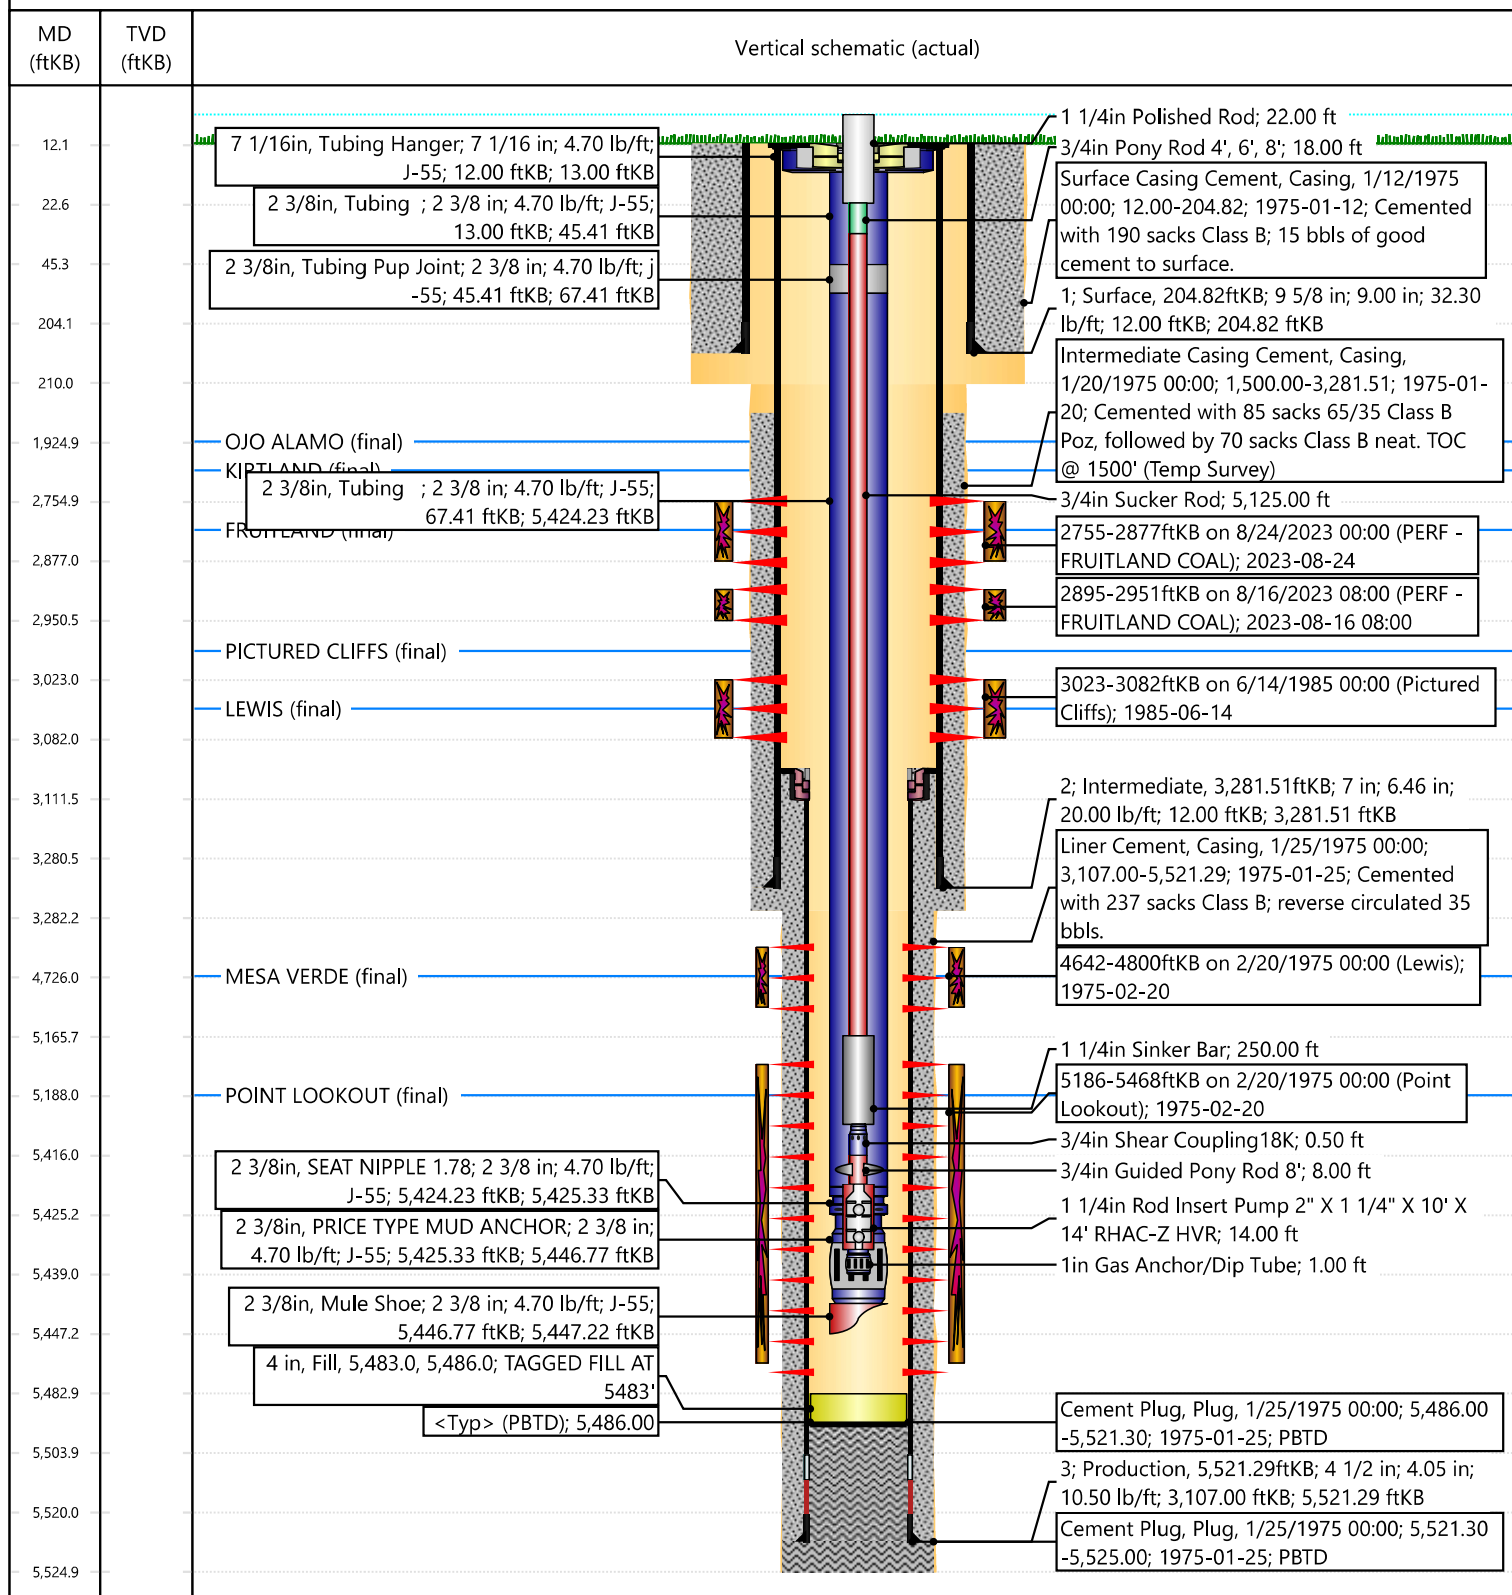 MD
(ftKB)
TVD
(ftKB)
Vertical schematic (actual)
12.1
22.6
45.3
204.1
210.0
1,924.9
2,754.9
2,877.0
2,950.5
3,023.0
3,082.0
3,111.5
3,280.5
3,282.2
4,726.0
5,165.7
5,188.0
5,416.0
5,425.2
5,439.0
5,447.2
5,482.9
5,503.9
5,520.0
5,524.9
7 1/16in, Tubing Hanger; 7 1/16 in; 4.70 lb/ft;
J-55; 12.00 ftKB; 13.00 ftKB
2 3/8in, Tubing ; 2 3/8 in; 4.70 lb/ft; J-55;
13.00 ftKB; 45.41 ftKB
2 3/8in, Tubing Pup Joint; 2 3/8 in; 4.70 lb/ft; j
-55; 45.41 ftKB; 67.41 ftKB
OJO ALAMO (final)
KIRTLAND (final)
2 3/8in, Tubing ; 2 3/8 in; 4.70 lb/ft; J-55;
67.41 ftKB; 5,424.23 ftKB
FRUITLAND (final)
PICTURED CLIFFS (final)
LEWIS (final)
MESA VERDE (final)
POINT LOOKOUT (final)
2 3/8in, SEAT NIPPLE 1.78; 2 3/8 in; 4.70 lb/ft;
J-55; 5,424.23 ftKB; 5,425.33 ftKB
2 3/8in, PRICE TYPE MUD ANCHOR; 2 3/8 in;
4.70 lb/ft; J-55; 5,425.33 ftKB; 5,446.77 ftKB
2 3/8in, Mule Shoe; 2 3/8 in; 4.70 lb/ft; J-55;
5,446.77 ftKB; 5,447.22 ftKB
4 in, Fill, 5,483.0, 5,486.0; TAGGED FILL AT
5483'
<Typ> (PBTD); 5,486.00
1 1/4in Polished Rod; 22.00 ft
3/4in Pony Rod 4', 6', 8'; 18.00 ft
Surface Casing Cement, Casing, 1/12/1975
00:00; 12.00-204.82; 1975-01-12; Cemented
with 190 sacks Class B; 15 bbls of good
cement to surface.
1; Surface, 204.82ftKB; 9 5/8 in; 9.00 in; 32.30
lb/ft; 12.00 ftKB; 204.82 ftKB
Intermediate Casing Cement, Casing,
1/20/1975 00:00; 1,500.00-3,281.51; 1975-01-
20; Cemented with 85 sacks 65/35 Class B
Poz, followed by 70 sacks Class B neat. TOC
@ 1500' (Temp Survey)
3/4in Sucker Rod; 5,125.00 ft
2755-2877ftKB on 8/24/2023 00:00 (PERF -
FRUITLAND COAL); 2023-08-24
2895-2951ftKB on 8/16/2023 08:00 (PERF -
FRUITLAND COAL); 2023-08-16 08:00
3023-3082ftKB on 6/14/1985 00:00 (Pictured
Cliffs); 1985-06-14
2; Intermediate, 3,281.51ftKB; 7 in; 6.46 in;
20.00 lb/ft; 12.00 ftKB; 3,281.51 ftKB
Liner Cement, Casing, 1/25/1975 00:00;
3,107.00-5,521.29; 1975-01-25; Cemented
with 237 sacks Class B; reverse circulated 35
bbls.
4642-4800ftKB on 2/20/1975 00:00 (Lewis);
1975-02-20
1 1/4in Sinker Bar; 250.00 ft
5186-5468ftKB on 2/20/1975 00:00 (Point
Lookout); 1975-02-20
3/4in Shear Coupling18K; 0.50 ft
3/4in Guided Pony Rod 8'; 8.00 ft
1 1/4in Rod Insert Pump 2" X 1 1/4" X 10' X
14' RHAC-Z HVR; 14.00 ft
1in Gas Anchor/Dip Tube; 1.00 ft
Cement Plug, Plug, 1/25/1975 00:00; 5,486.00
-5,521.30; 1975-01-25; PBTD
3; Production, 5,521.29ftKB; 4 1/2 in; 4.05 in;
10.50 lb/ft; 3,107.00 ftKB; 5,521.29 ftKB
Cement Plug, Plug, 1/25/1975 00:00; 5,521.30
-5,525.00; 1975-01-25; PBTD